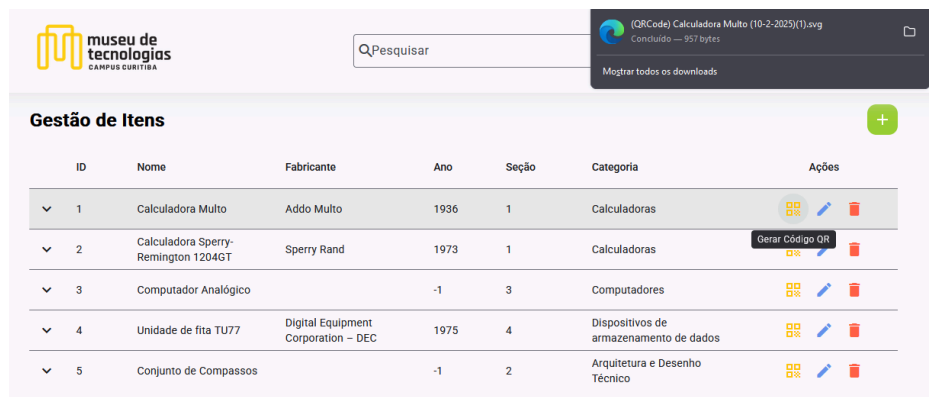 museu de
tecnologias
CAMPUS CURITIBA
Pesquisar
(QRCode) Calculadora Multo (10-2-2025)(1).svg
Concluído — 957 bytes
Mostrar todos os downloads
Gestão de Itens
+
ID Nome Fabricante Ano Seção Categoria Ações
1 Calculadora Multo Addo Multo 1936 1 Calculadoras
Gerar Código QR
2 Calculadora Sperry-
Remington 1204GT Sperry Rand 1973 1 Calculadoras
3 Computador Analógico -1 3 Computadores
4 Unidade de fita TU77 Digital Equipment
Corporation – DEC 1975 4 Dispositivos de
armazenamento de dados
5 Conjunto de Compassos -1 2 Arquitetura e Desenho
Técnico